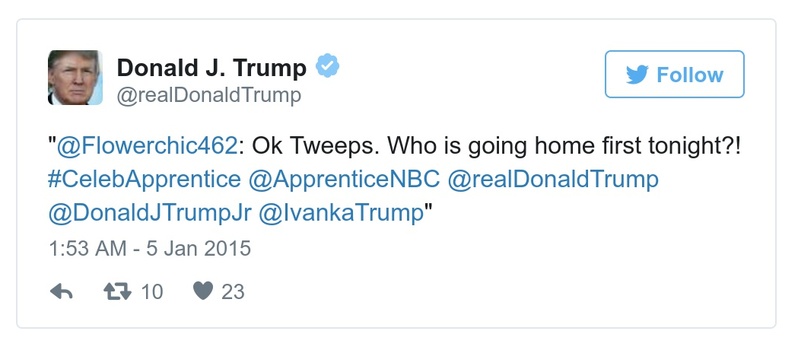 Donald J. Trump
Follow
@realDonaldTrump
"@Flowerchic462: Ok Tweeps. Who is going home first tonight?!
#CelebApprentice @ApprenticeNBC @realDonaldTrump
@DonaldJTrumpJr @IvankaTrump"
1:53 AM - 5 Jan 2015
10 23